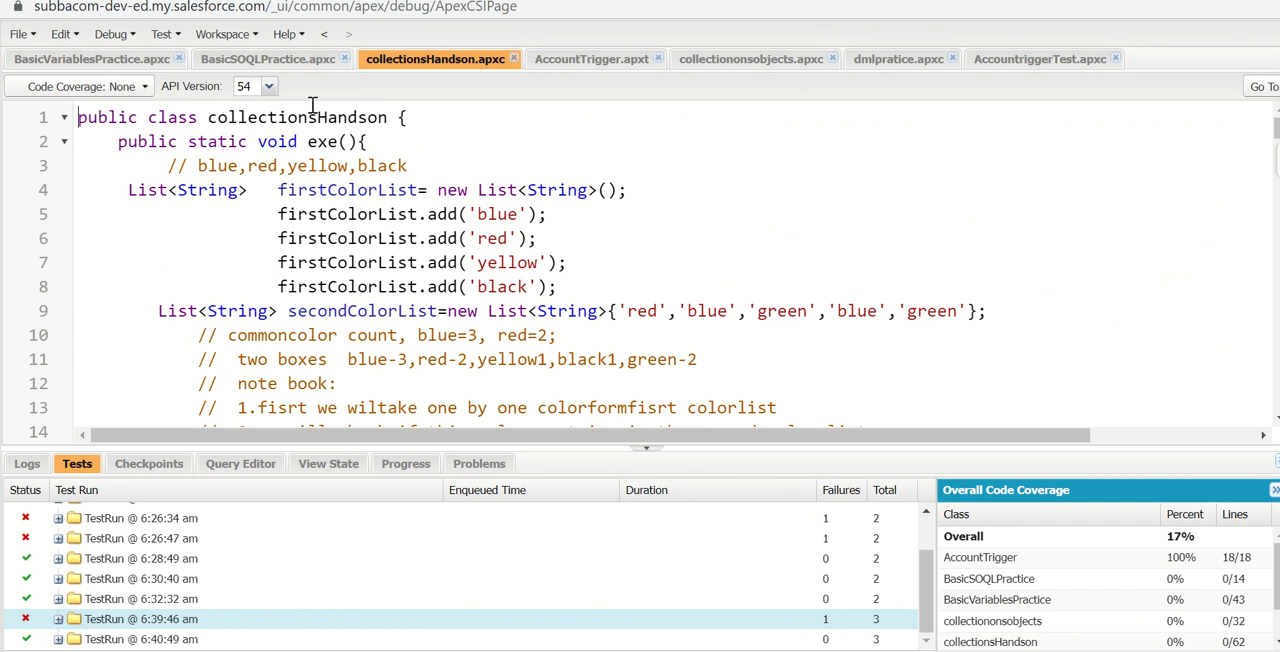 subbacom-dev-ed.my.salesforce.com/_ui/common/apex/debug/ApexCSIPage
File Edit Debug Test Workspace Help < >
BasicVariablesPractice.apxc BasicSOQLPractice.apxc collectionsHandson.apxc AccountTrigger.apxt collectiononsobjects.apxc dmlpratice.apxc AccountriggerTest.apxc
Code Coverage: None API Version: 54 Go To
1 public class collectionsHandson {
2 public static void exe(){
3 // blue,red,yellow,black
4 List<String> firstColorList= new List<String>();
5 firstColorList.add('blue');
6 firstColorList.add('red');
7 firstColorList.add('yellow');
8 firstColorList.add('black');
9 List<String> secondColorList=new List<String>{'red','blue','green','blue','green'};
10 // commoncolor count, blue=3, red=2;
11 // two boxes blue-3,red-2,yellow1,black1,green-2
12 // note book:
13 // 1.fisrt we wiltake one by one colorformfisrt colorlist
14
Logs Tests Checkpoints Query Editor View State Progress Problems
Status Test Run Enqueued Time Duration Failures Total
TestRun @ 6:26:34 am 1 2
TestRun @ 6:26:47 am 1 2
TestRun @ 6:28:49 am 0 2
TestRun @ 6:30:40 am 0 2
TestRun @ 6:32:32 am 0 2
TestRun @ 6:39:46 am 1 3
TestRun @ 6:40:49 am 0 3
Overall Code Coverage
Class Percent Lines
Overall 17%
AccountTrigger 100% 18/18
BasicSOQLPractice 0% 0/14
BasicVariablesPractice 0% 0/43
collectiononsobjects 0% 0/32
collectionsHandson 0% 0/62